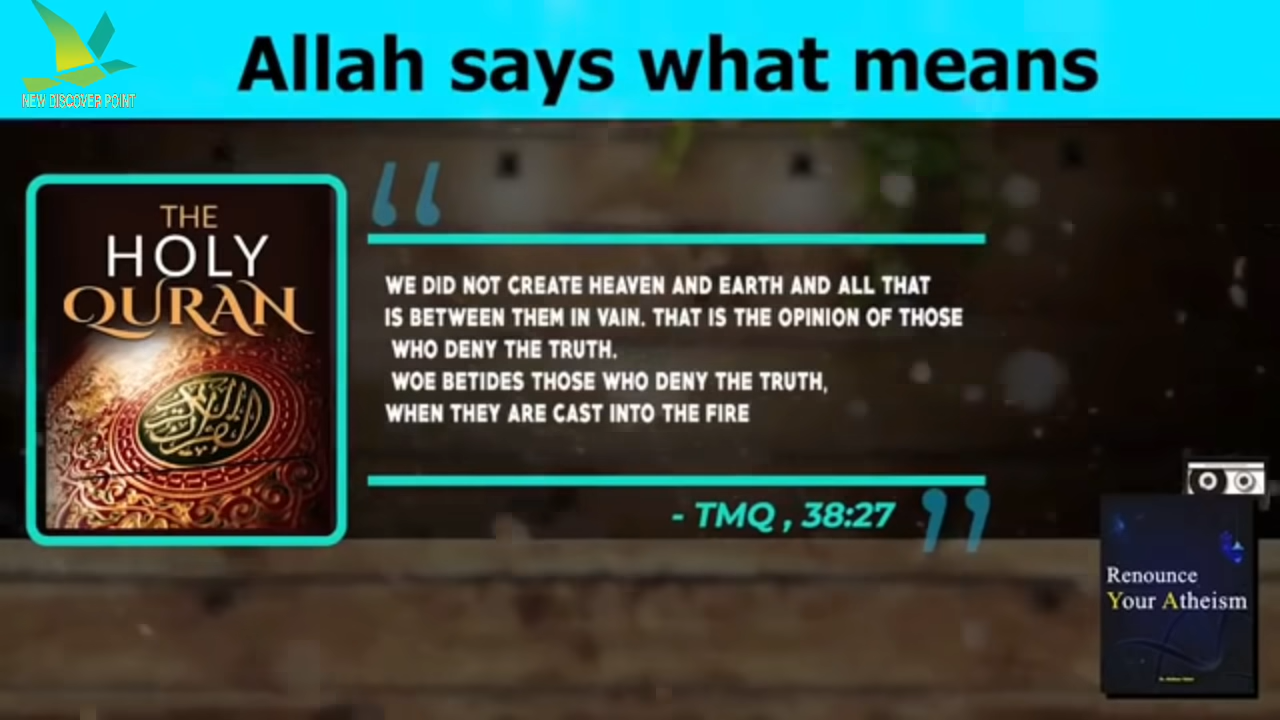 Allah says what means
NEW DISCOVER POINT
THE
HOLY
QURAN
WE DID NOT CREATE HEAVEN AND EARTH AND ALL THAT
IS BETWEEN THEM IN VAIN. THAT IS THE OPINION OF THOSE
WHO DENY THE TRUTH.
WOE BETIDES THOSE WHO DENY THE TRUTH,
WHEN THEY ARE CAST INTO THE FIRE
- TMQ , 38:27
Renounce
Your Atheism